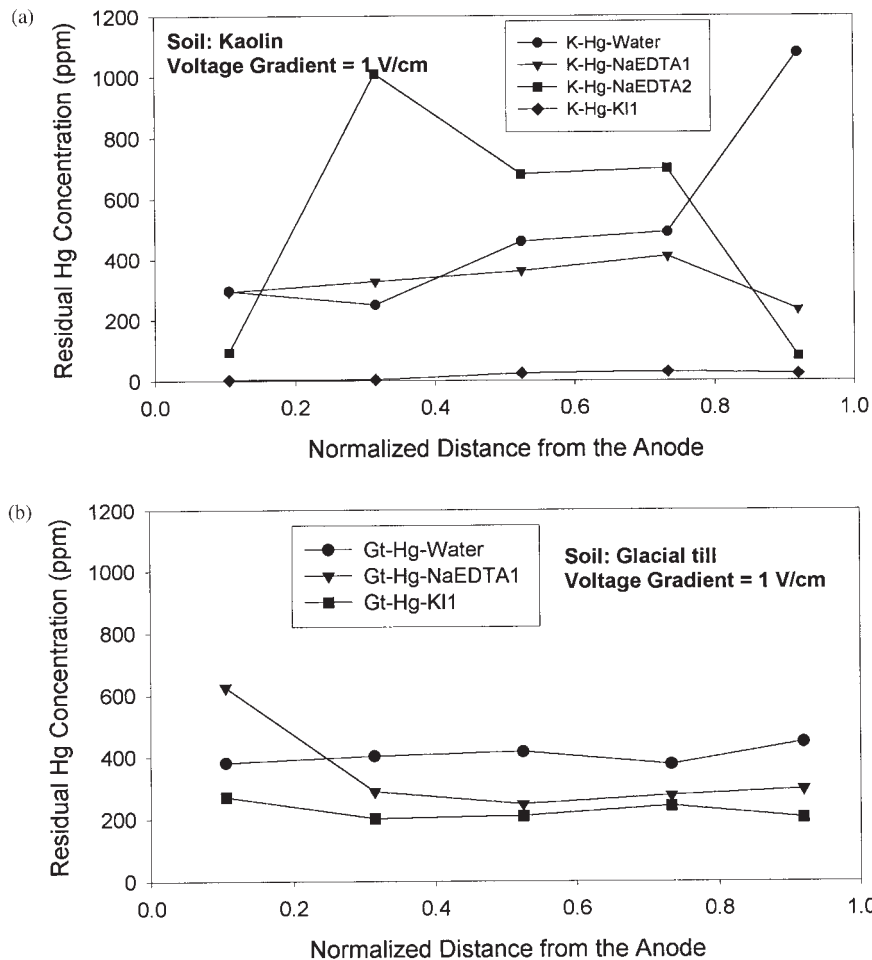 (a)
Soil: Kaolin
Voltage Gradient = 1 V/cm
K-Hg-Water
K-Hg-NaEDTA1
K-Hg-NaEDTA2
K-Hg-KI1
Residual Hg Concentration (ppm)
1200
1000
800
600
400
200
0
0.0 0.2 0.4 0.6 0.8 1.0
Normalized Distance from the Anode
(b)
Gt-Hg-Water
Gt-Hg-NaEDTA1
Gt-Hg-KI1
Soil: Glacial till
Voltage Gradient = 1 V/cm
Residual Hg Concentration (ppm)
1200
1000
800
600
400
200
0
0.0 0.2 0.4 0.6 0.8 1.0
Normalized Distance from the Anode